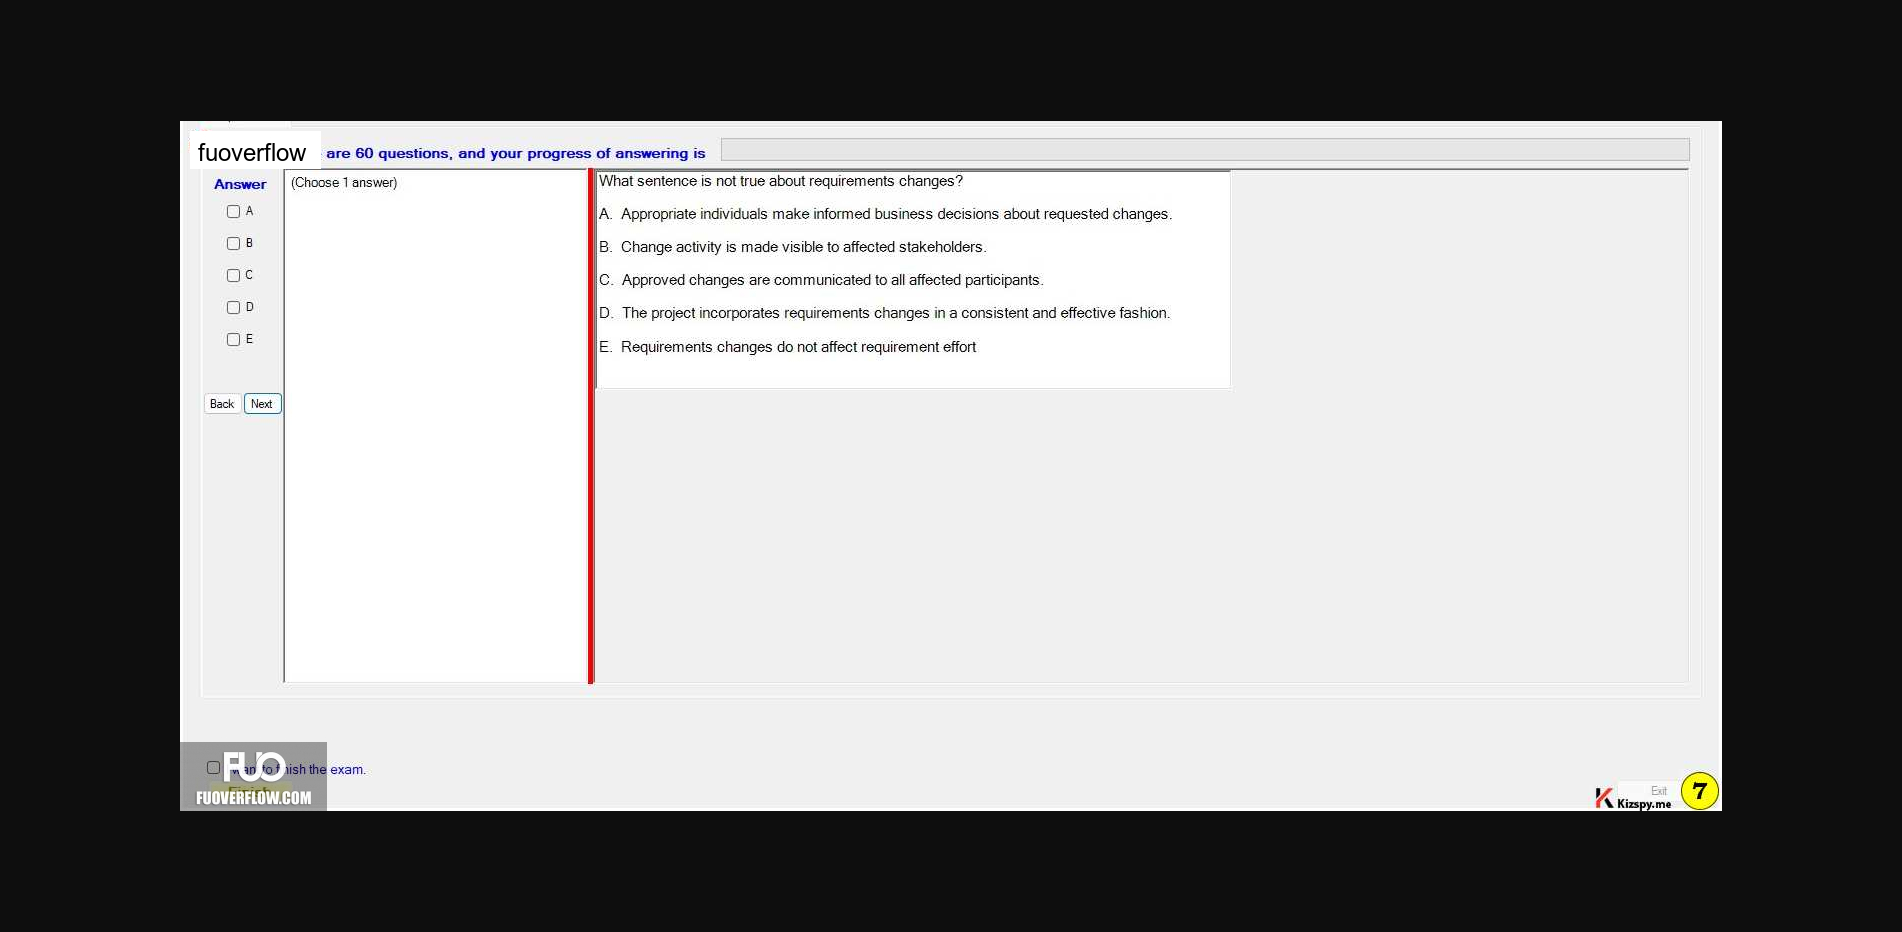 fuoverflow are 60 questions, and your progress of answering is
Answer
(Choose 1 answer)
A
B
C
D
E
Back Next
What sentence is not true about requirements changes?
A. Appropriate individuals make informed business decisions about requested changes.
B. Change activity is made visible to affected stakeholders.
C. Approved changes are communicated to all affected participants.
D. The project incorporates requirements changes in a consistent and effective fashion.
E. Requirements changes do not affect requirement effort
want to finish the exam.
Finish
FUO
FUOVERFLOW.COM
Exit
Kizspy.me
7